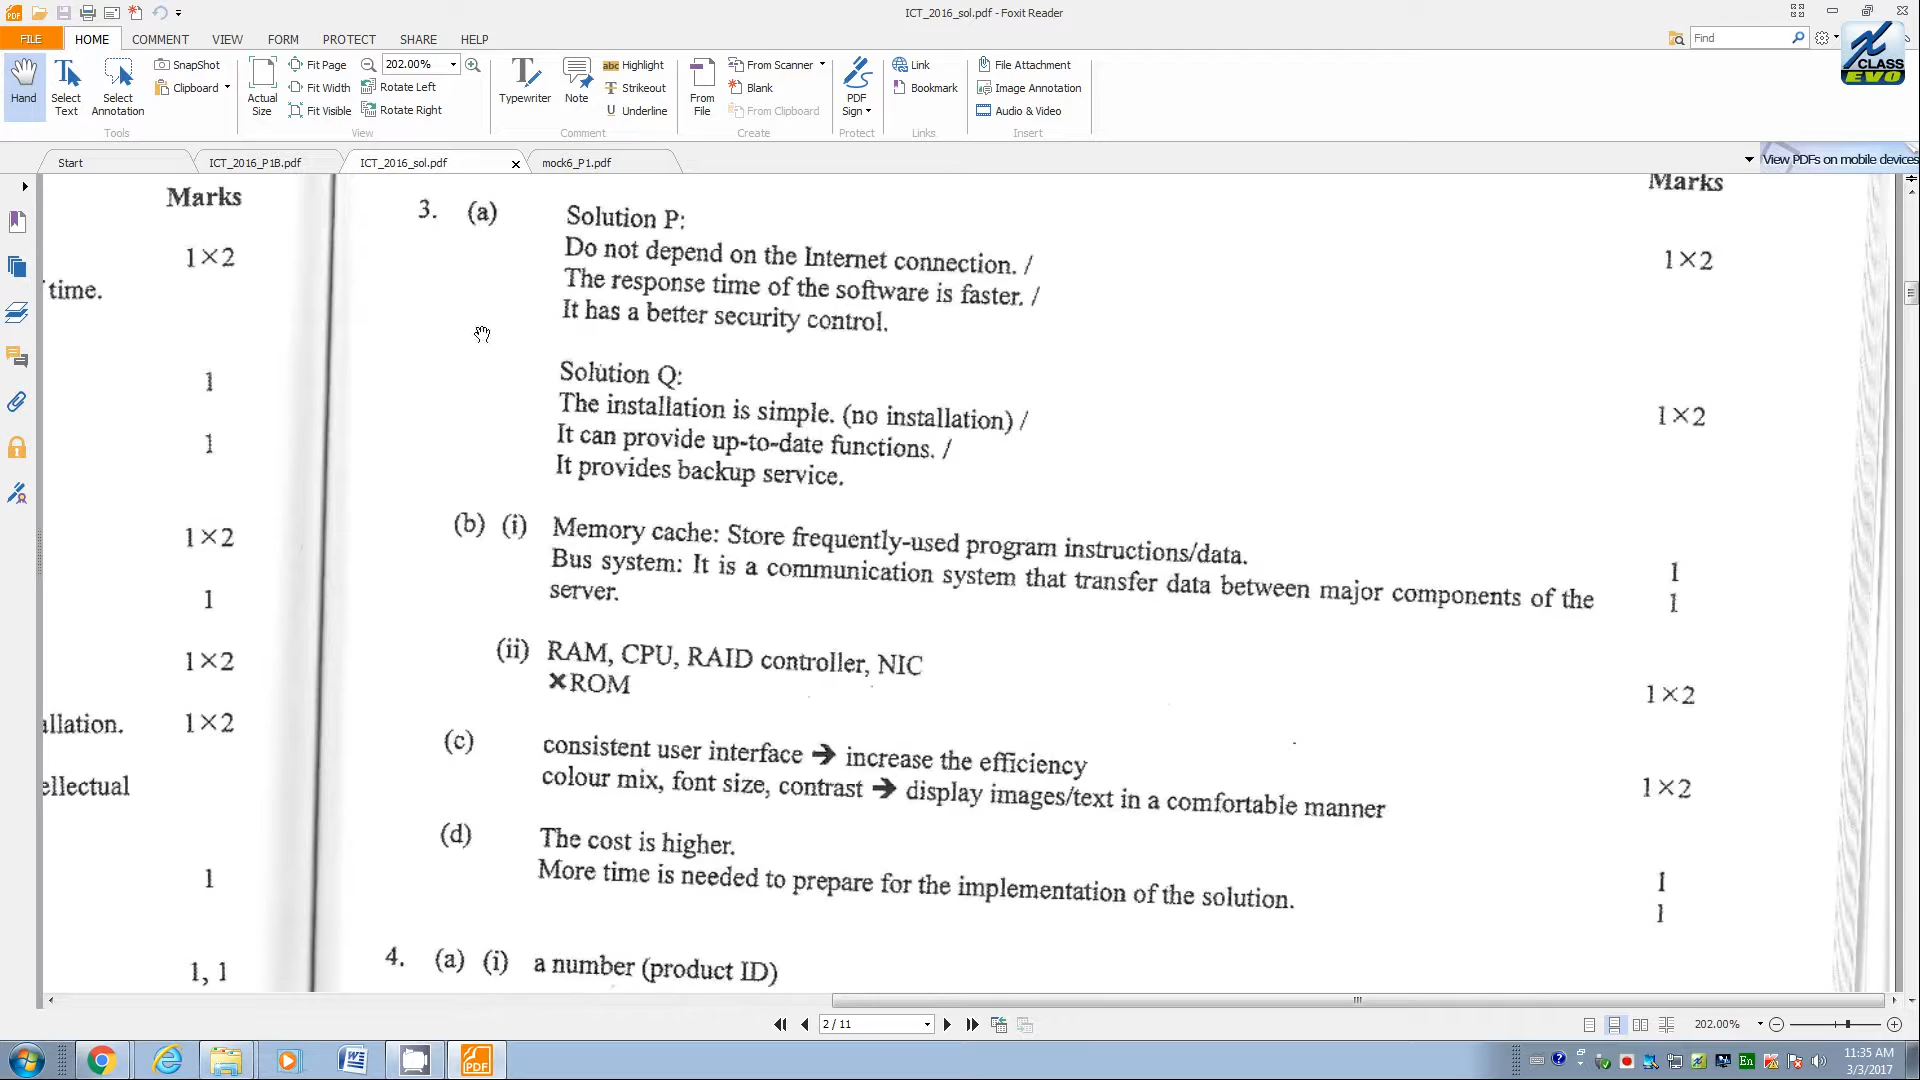 ICT_2016_sol.pdf - Foxit Reader
FILE HOME COMMENT VIEW FORM PROTECT SHARE HELP
Find
CLASS
EVO
Hand
Select Text
Select Annotation
SnapShot
Clipboard
Tools
Actual Size
Fit Page
Fit Width
Fit Visible
202.00%
Rotate Left
Rotate Right
View
Typewriter
Note
Highlight
Strikeout
Underline
Comment
From File
From Scanner
Blank
From Clipboard
Create
PDF Sign
Protect
Link
Bookmark
Links
File Attachment
Image Annotation
Audio & Video
Insert
Start
ICT_2016_P1B.pdf
ICT_2016_sol.pdf
mock6_P1.pdf
View PDFs on mobile devices
Marks
1×2
time.
1
1
1×2
1
1×2
allation. 1×2
ellectual
1
1, 1
Marks
3. (a) Solution P:
Do not depend on the Internet connection. / 1×2
The response time of the software is faster. /
It has a better security control.
Solution Q:
The installation is simple. (no installation) / 1×2
It can provide up-to-date functions. /
It provides backup service.
(b) (i) Memory cache: Store frequently-used program instructions/data. 1
Bus system: It is a communication system that transfer data between major components of the 1
server.
(ii) RAM, CPU, RAID controller, NIC 1×2
✖ROM
(c) consistent user interface ➔ increase the efficiency 1×2
colour mix, font size, contrast ➔ display images/text in a comfortable manner
(d) The cost is higher. 1
More time is needed to prepare for the implementation of the solution. 1
4. (a) (i) a number (product ID)
2 / 11
202.00%
PDF
En
11:35 AM
3/3/2017